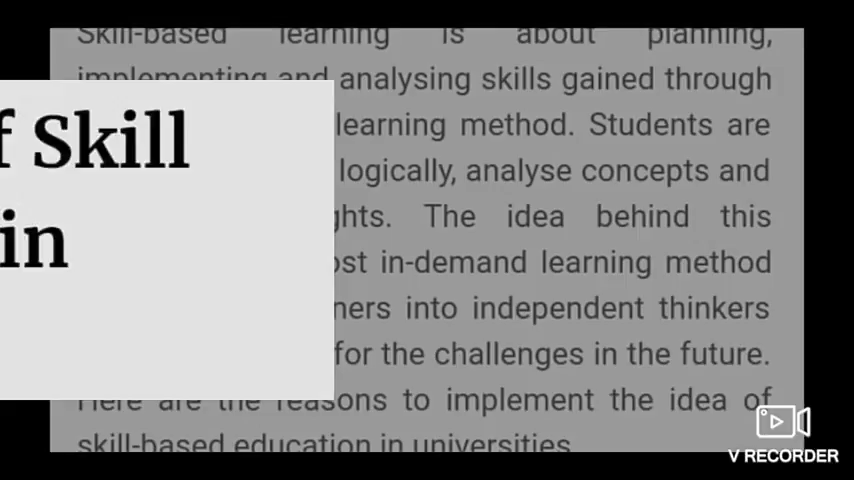 Skill-based learning is about planning,
implementing and analysing skills gained through
f Skill
learning method. Students are
logically, analyse concepts and
in
ghts. The idea behind this
ost in-demand learning method
ners into independent thinkers
for the challenges in the future.
Here are the reasons to implement the idea of
skill-based education in universities
V RECORDER